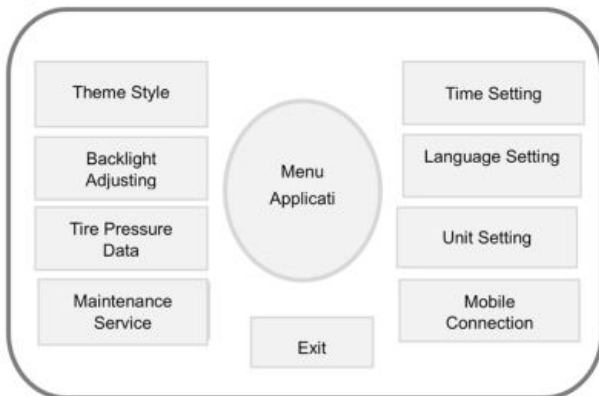 Theme Style
Backlight
Adjusting
Tire Pressure
Data
Maintenance
Service
Menu
Applicati
Exit
Time Setting
Language Setting
Unit Setting
Mobile
Connection